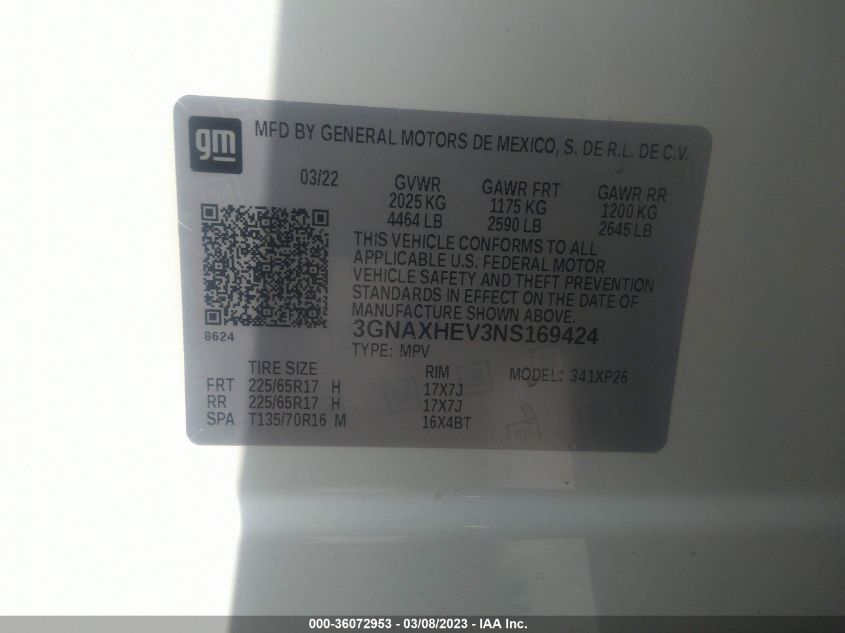 gm
MFD BY GENERAL MOTORS DE MEXICO, S. DE R.L. DE C.V.
03/22
GVWR GAWR FRT GAWR RR
2025 KG 1175 KG 1200 KG
4464 LB 2590 LB 2645 LB
THIS VEHICLE CONFORMS TO ALL
APPLICABLE U.S. FEDERAL MOTOR
VEHICLE SAFETY AND THEFT PREVENTION
STANDARDS IN EFFECT ON THE DATE OF
MANUFACTURE SHOWN ABOVE.
8624
3GNAXHEV3NS169424
TYPE: MPV
TIRE SIZE RIM MODEL: 341XP26
FRT 225/65R17 H 17X7J
RR 225/65R17 H 17X7J
SPA T135/70R16 M 16X4BT
000-36072953 - 03/08/2023 - IAA Inc.